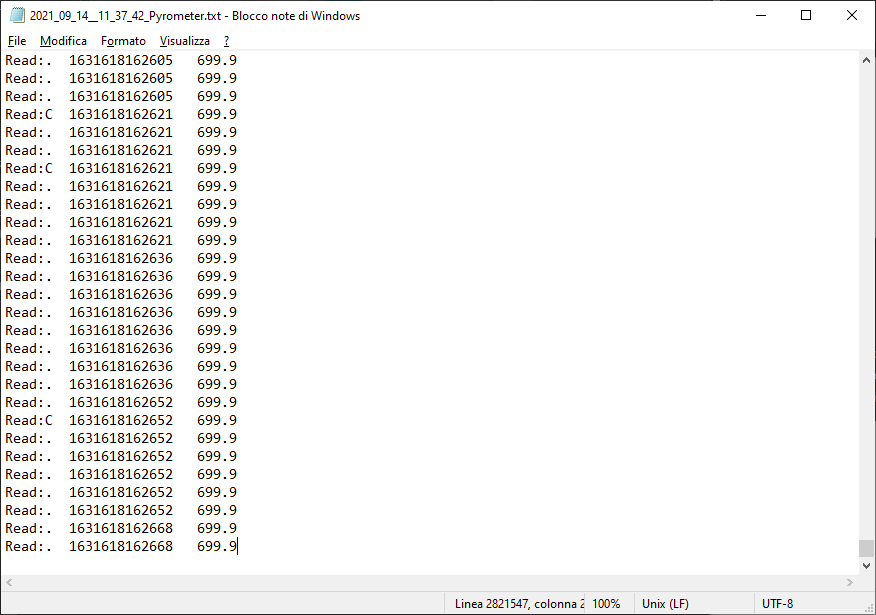 2021_09_14__11_37_42_Pyrometer.txt - Blocco note di Windows
File Modifica Formato Visualizza ?
Read:. 1631618162605 699.9
Read:. 1631618162605 699.9
Read:. 1631618162605 699.9
Read:C 1631618162621 699.9
Read:. 1631618162621 699.9
Read:. 1631618162621 699.9
Read:C 1631618162621 699.9
Read:. 1631618162621 699.9
Read:. 1631618162621 699.9
Read:. 1631618162621 699.9
Read:. 1631618162621 699.9
Read:. 1631618162636 699.9
Read:. 1631618162636 699.9
Read:. 1631618162636 699.9
Read:. 1631618162636 699.9
Read:. 1631618162636 699.9
Read:. 1631618162636 699.9
Read:. 1631618162636 699.9
Read:. 1631618162636 699.9
Read:. 1631618162652 699.9
Read:C 1631618162652 699.9
Read:. 1631618162652 699.9
Read:. 1631618162652 699.9
Read:. 1631618162652 699.9
Read:. 1631618162652 699.9
Read:. 1631618162652 699.9
Read:. 1631618162668 699.9
Read:. 1631618162668 699.9
Linea 2821547, colonna 2 100% Unix (LF) UTF-8